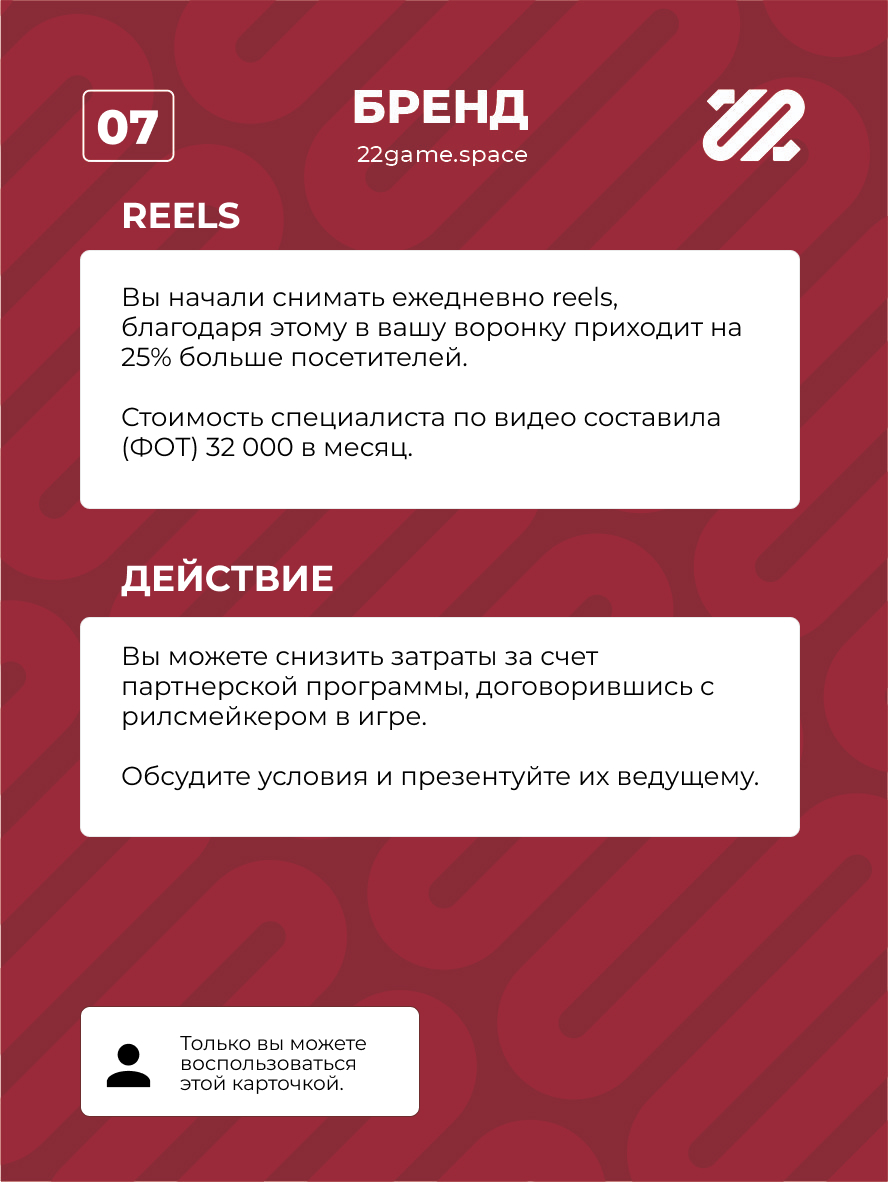 07
БРЕНД
22game.space
REELS
Вы начали снимать ежедневно reels,
благодаря этому в вашу воронку приходит на
25% больше посетителей.
Стоимость специалиста по видео составила
(ФОТ) 32 000 в месяц.
ДЕЙСТВИЕ
Вы можете снизить затраты за счет
партнерской программы, договорившись с
рилсмейкером в игре.
Обсудите условия и презентуйте их ведущему.
Только вы можете
воспользоваться
этой карточкой.